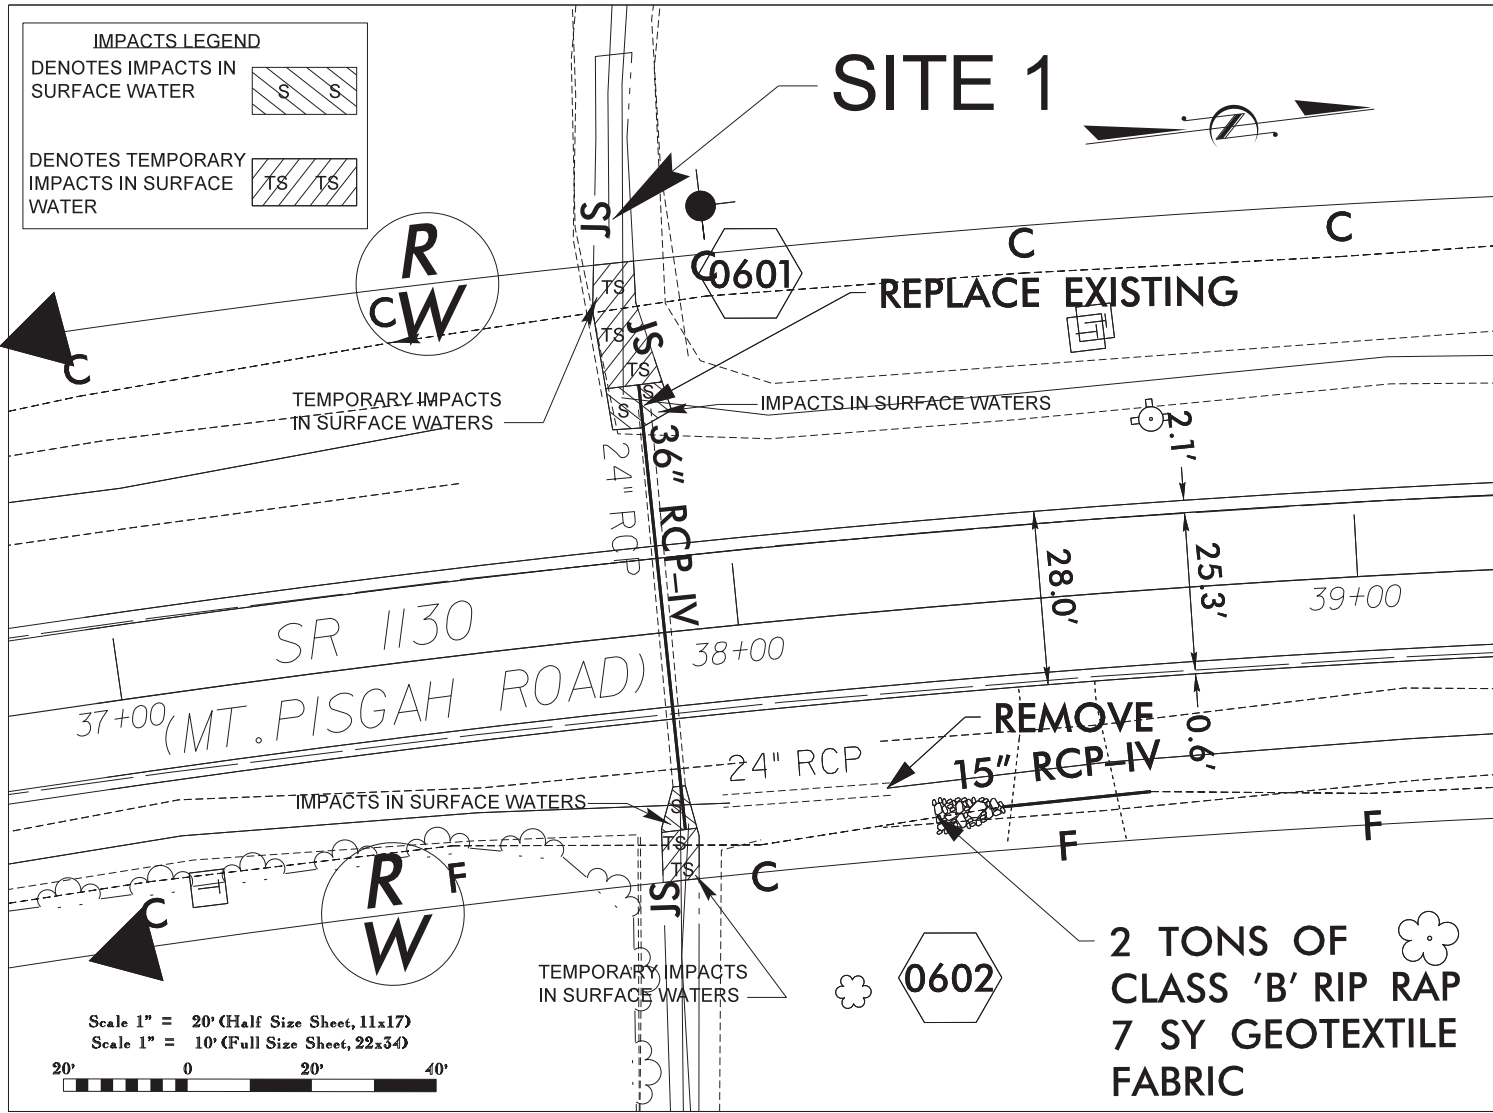 IMPACTS LEGEND
DENOTES IMPACTS IN
SURFACE WATER
S S
DENOTES TEMPORARY
IMPACTS IN SURFACE
WATER
TS TS
SITE 1
JS
R
W
C
C
C
C
C
0601
REPLACE EXISTING
TS
TS
JS
TS
S
S
TEMPORARY IMPACTS
IN SURFACE WATERS
IMPACTS IN SURFACE WATERS
24" RCP
36" RCP-IV
2.1'
28.0'
25.3'
0.6'
SR 1130
(MT. PISGAH ROAD)
37+00
38+00
39+00
REMOVE
15" RCP-IV
24" RCP
IMPACTS IN SURFACE WATERS
S
TS
TS
JS
R
W
F
F
F
C
C
TEMPORARY IMPACTS
IN SURFACE WATERS
0602
2 TONS OF
CLASS 'B' RIP RAP
7 SY GEOTEXTILE
FABRIC
Scale 1" = 20' (Half Size Sheet, 11x17)
Scale 1" = 10' (Full Size Sheet, 22x34)
20' 0 20' 40'